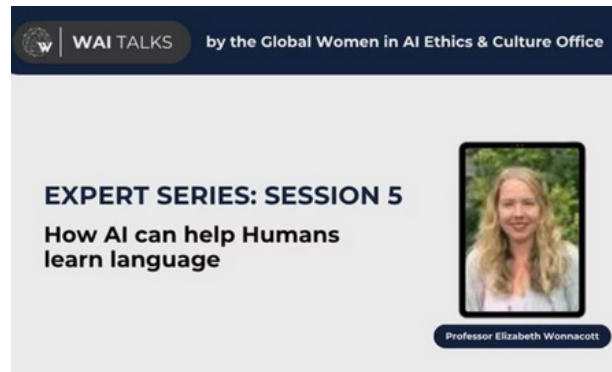 W | WAI TALKS by the Global Women in AI Ethics & Culture Office
EXPERT SERIES: SESSION 5
How AI can help Humans
learn language
Professor Elizabeth Wonnacott